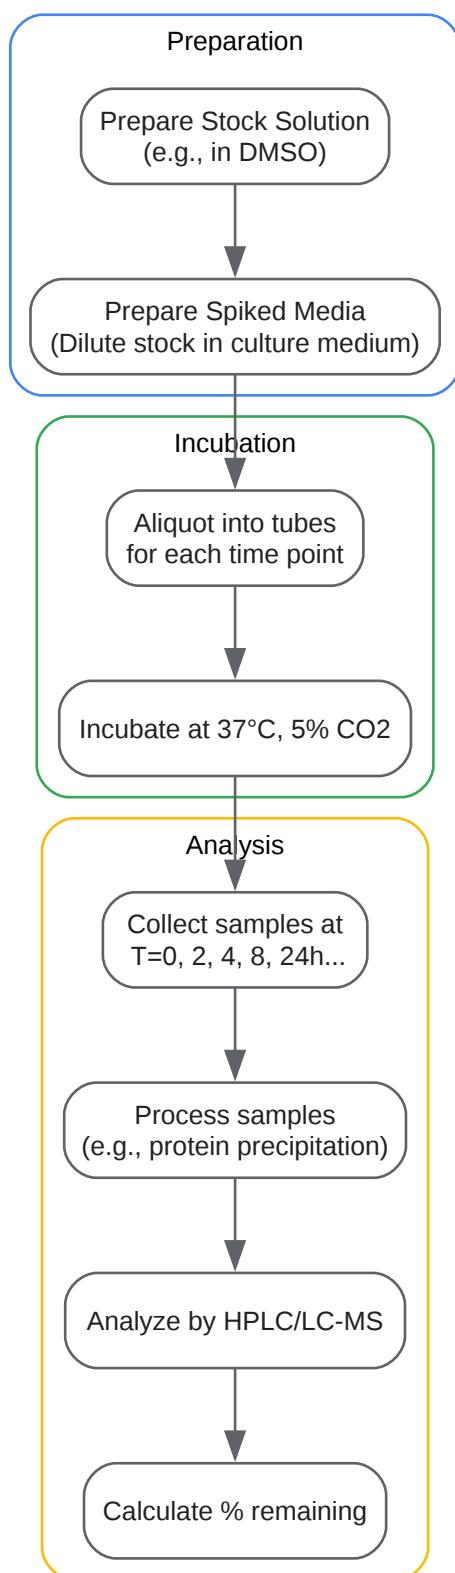 Preparation
Prepare Stock Solution
(e.g., in DMSO)
Prepare Spiked Media
(Dilute stock in culture medium)
Incubation
Aliquot into tubes
for each time point
Incubate at 37°C, 5% CO2
Analysis
Collect samples at
T=0, 2, 4, 8, 24h...
Process samples
(e.g., protein precipitation)
Analyze by HPLC/LC-MS
Calculate % remaining